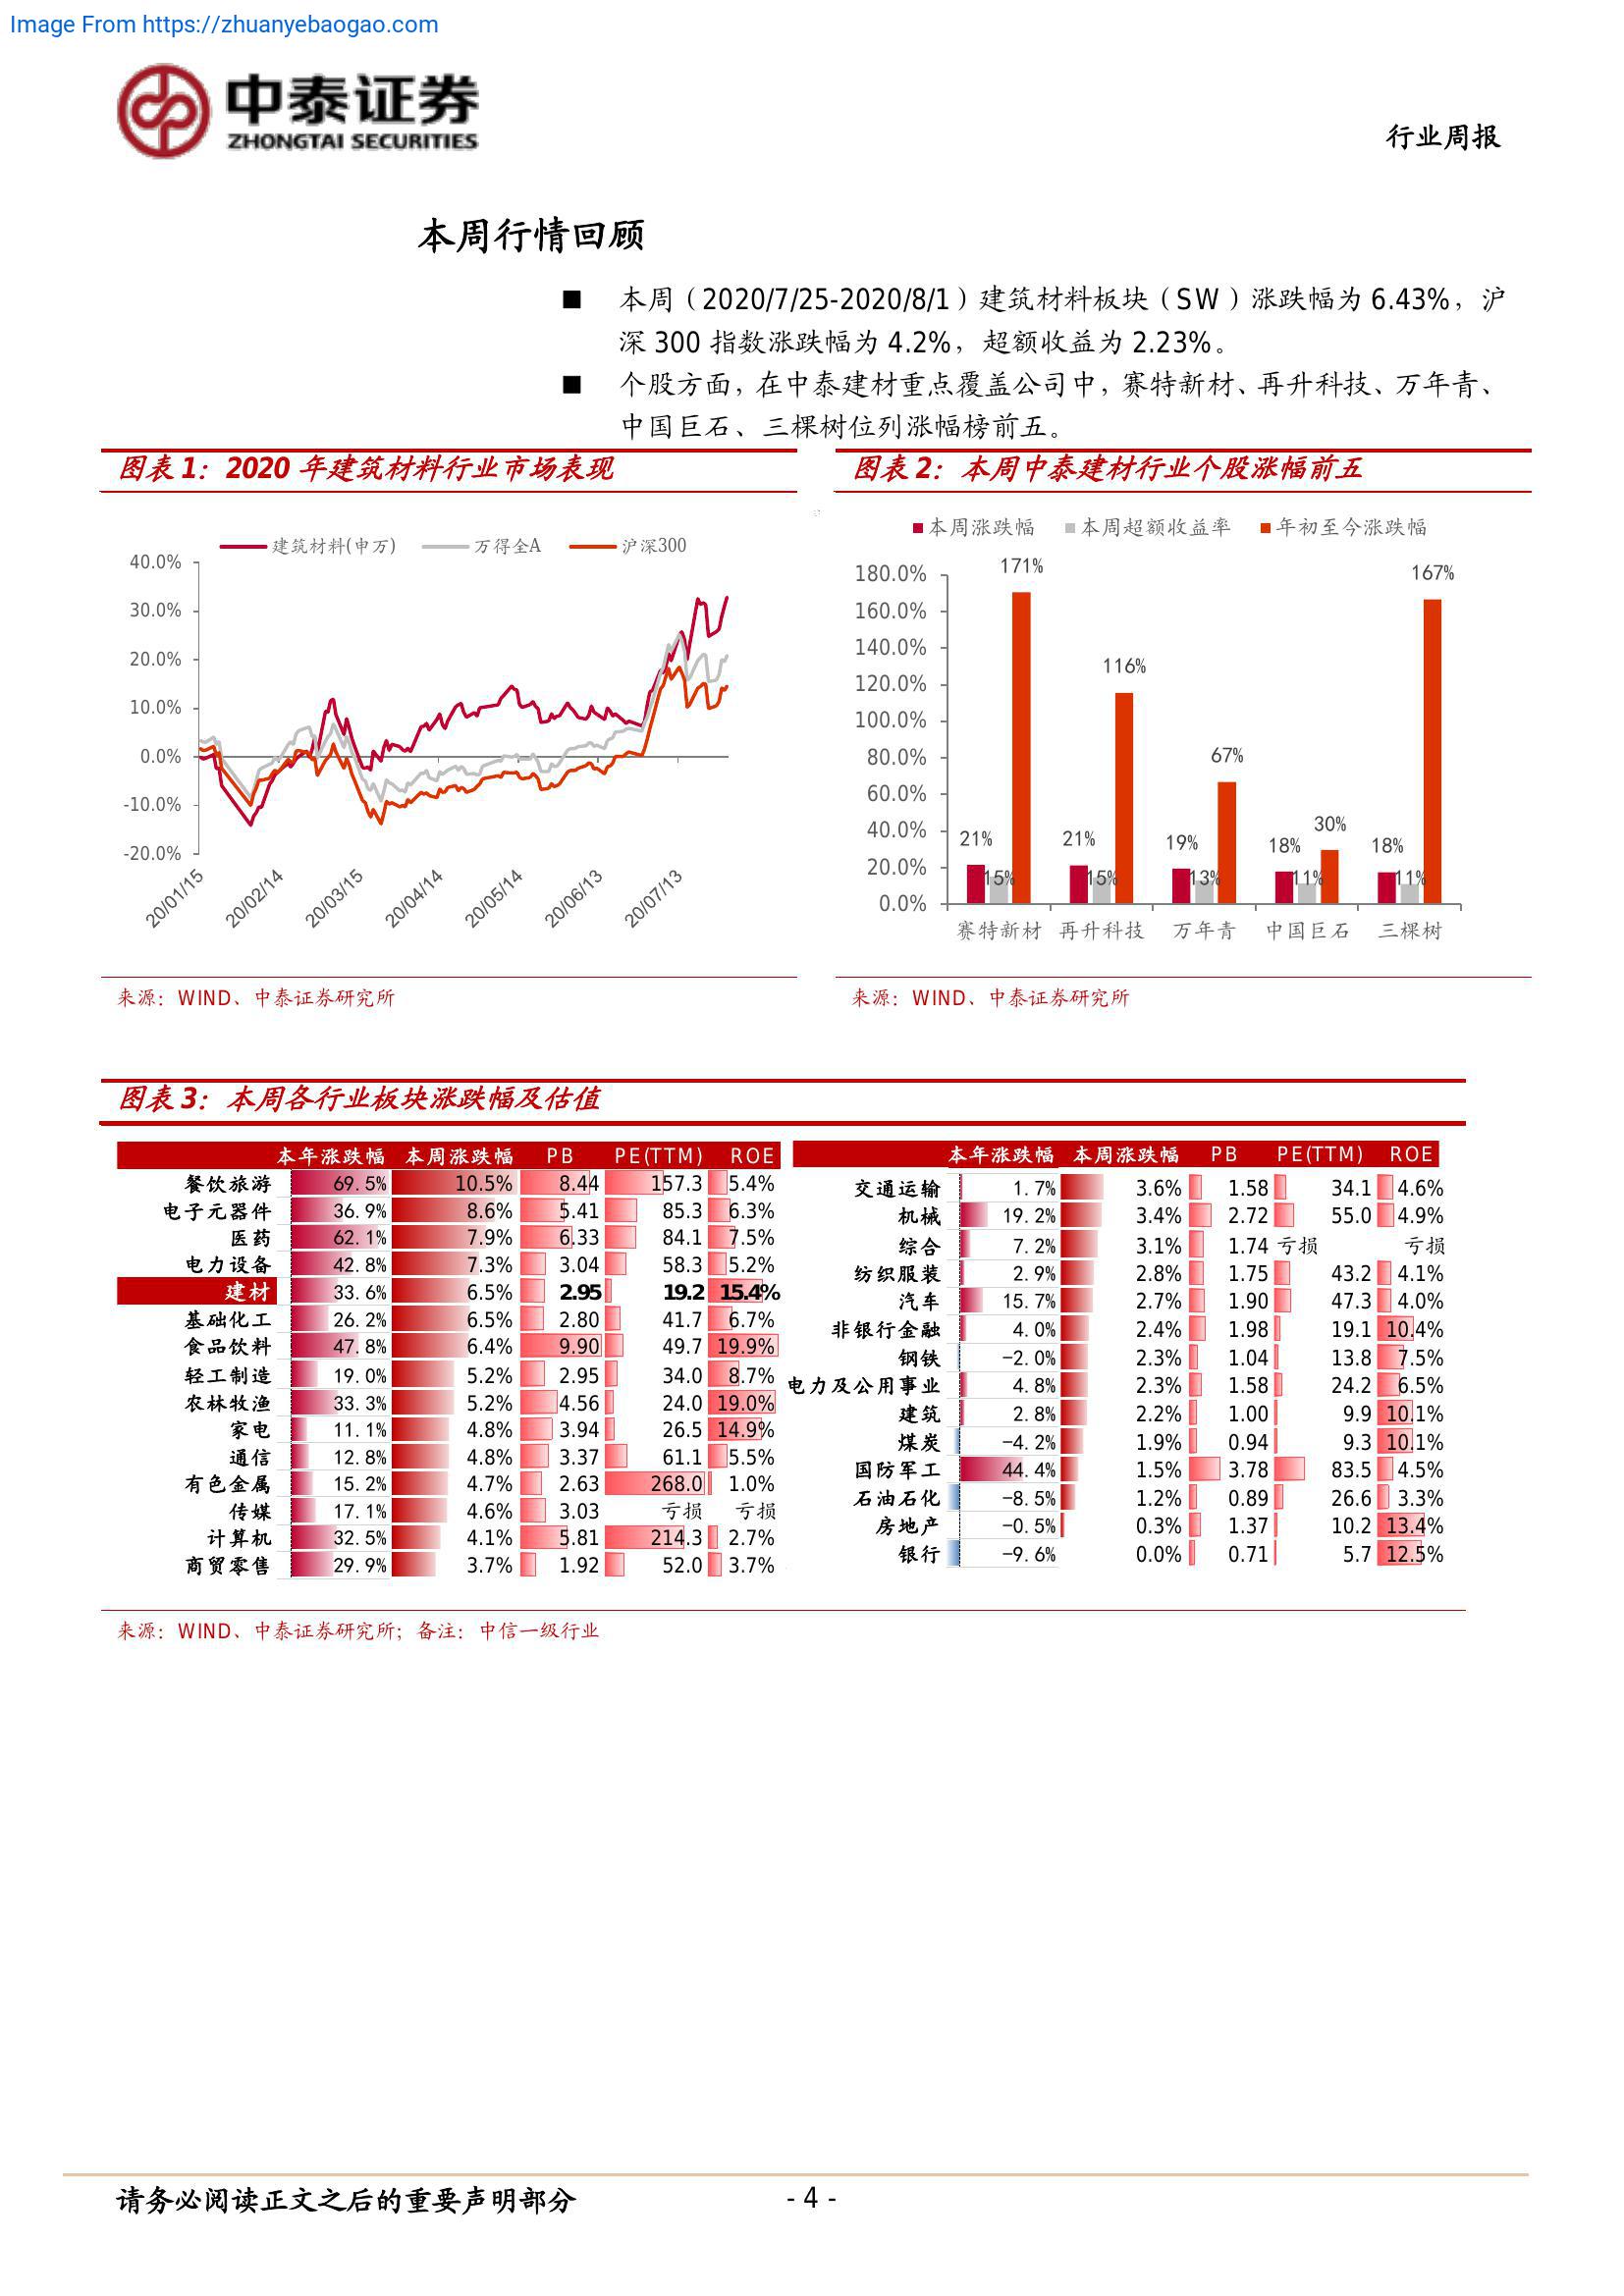 Image From https://zhuanyebaogao.com
中泰证券
ZHONGTAI SECURITIES
行业周报
本周行情回顾
■ 本周（2020/7/25-2020/8/1）建筑材料板块（SW）涨跌幅为 6.43%，沪
深 300 指数涨跌幅为 4.2%，超额收益为 2.23%。
■ 个股方面，在中泰建材重点覆盖公司中，赛特新材、再升科技、万年青、
中国巨石、三棵树位列涨幅榜前五。
图表 1：2020 年建筑材料行业市场表现
建筑材料(申万) 万得全A 沪深300
40.0%
30.0%
20.0%
10.0%
0.0%
-10.0%
-20.0%
20/01/15 20/02/14 20/03/15 20/04/14 20/05/14 20/06/13 20/07/13
来源：WIND、中泰证券研究所
图表 2：本周中泰建材行业个股涨幅前五
本周涨跌幅 本周超额收益率 年初至今涨跌幅
180.0%
160.0%
140.0%
120.0%
100.0%
80.0%
60.0%
40.0%
20.0%
0.0%
21% 15% 171%
21% 15% 116%
19% 13% 67%
18% 11% 30%
18% 11% 167%
赛特新材 再升科技 万年青 中国巨石 三棵树
来源：WIND、中泰证券研究所
图表 3：本周各行业板块涨跌幅及估值
本年涨跌幅 本周涨跌幅 PB PE(TTM) ROE
餐饮旅游 69.5% 10.5% 8.44 157.3 5.4%
电子元器件 36.9% 8.6% 5.41 85.3 6.3%
医药 62.1% 7.9% 6.33 84.1 7.5%
电力设备 42.8% 7.3% 3.04 58.3 5.2%
建材 33.6% 6.5% 2.95 19.2 15.4%
基础化工 26.2% 6.5% 2.80 41.7 6.7%
食品饮料 47.8% 6.4% 9.90 49.7 19.9%
轻工制造 19.0% 5.2% 2.95 34.0 8.7%
农林牧渔 33.3% 5.2% 4.56 24.0 19.0%
家电 11.1% 4.8% 3.94 26.5 14.9%
通信 12.8% 4.8% 3.37 61.1 5.5%
有色金属 15.2% 4.7% 2.63 268.0 1.0%
传媒 17.1% 4.6% 3.03 亏损 亏损
计算机 32.5% 4.1% 5.81 214.3 2.7%
商贸零售 29.9% 3.7% 1.92 52.0 3.7%
本年涨跌幅 本周涨跌幅 PB PE(TTM) ROE
交通运输 1.7% 3.6% 1.58 34.1 4.6%
机械 19.2% 3.4% 2.72 55.0 4.9%
综合 7.2% 3.1% 1.74 亏损 亏损
纺织服装 2.9% 2.8% 1.75 43.2 4.1%
汽车 15.7% 2.7% 1.90 47.3 4.0%
非银行金融 4.0% 2.4% 1.98 19.1 10.4%
钢铁 -2.0% 2.3% 1.04 13.8 7.5%
电力及公用事业 4.8% 2.3% 1.58 24.2 6.5%
建筑 2.8% 2.2% 1.00 9.9 10.1%
煤炭 -4.2% 1.9% 0.94 9.3 10.1%
国防军工 44.4% 1.5% 3.78 83.5 4.5%
石油石化 -8.5% 1.2% 0.89 26.6 3.3%
房地产 -0.5% 0.3% 1.37 10.2 13.4%
银行 -9.6% 0.0% 0.71 5.7 12.5%
来源：WIND、中泰证券研究所；备注：中信一级行业
请务必阅读正文之后的重要声明部分
- 4 -